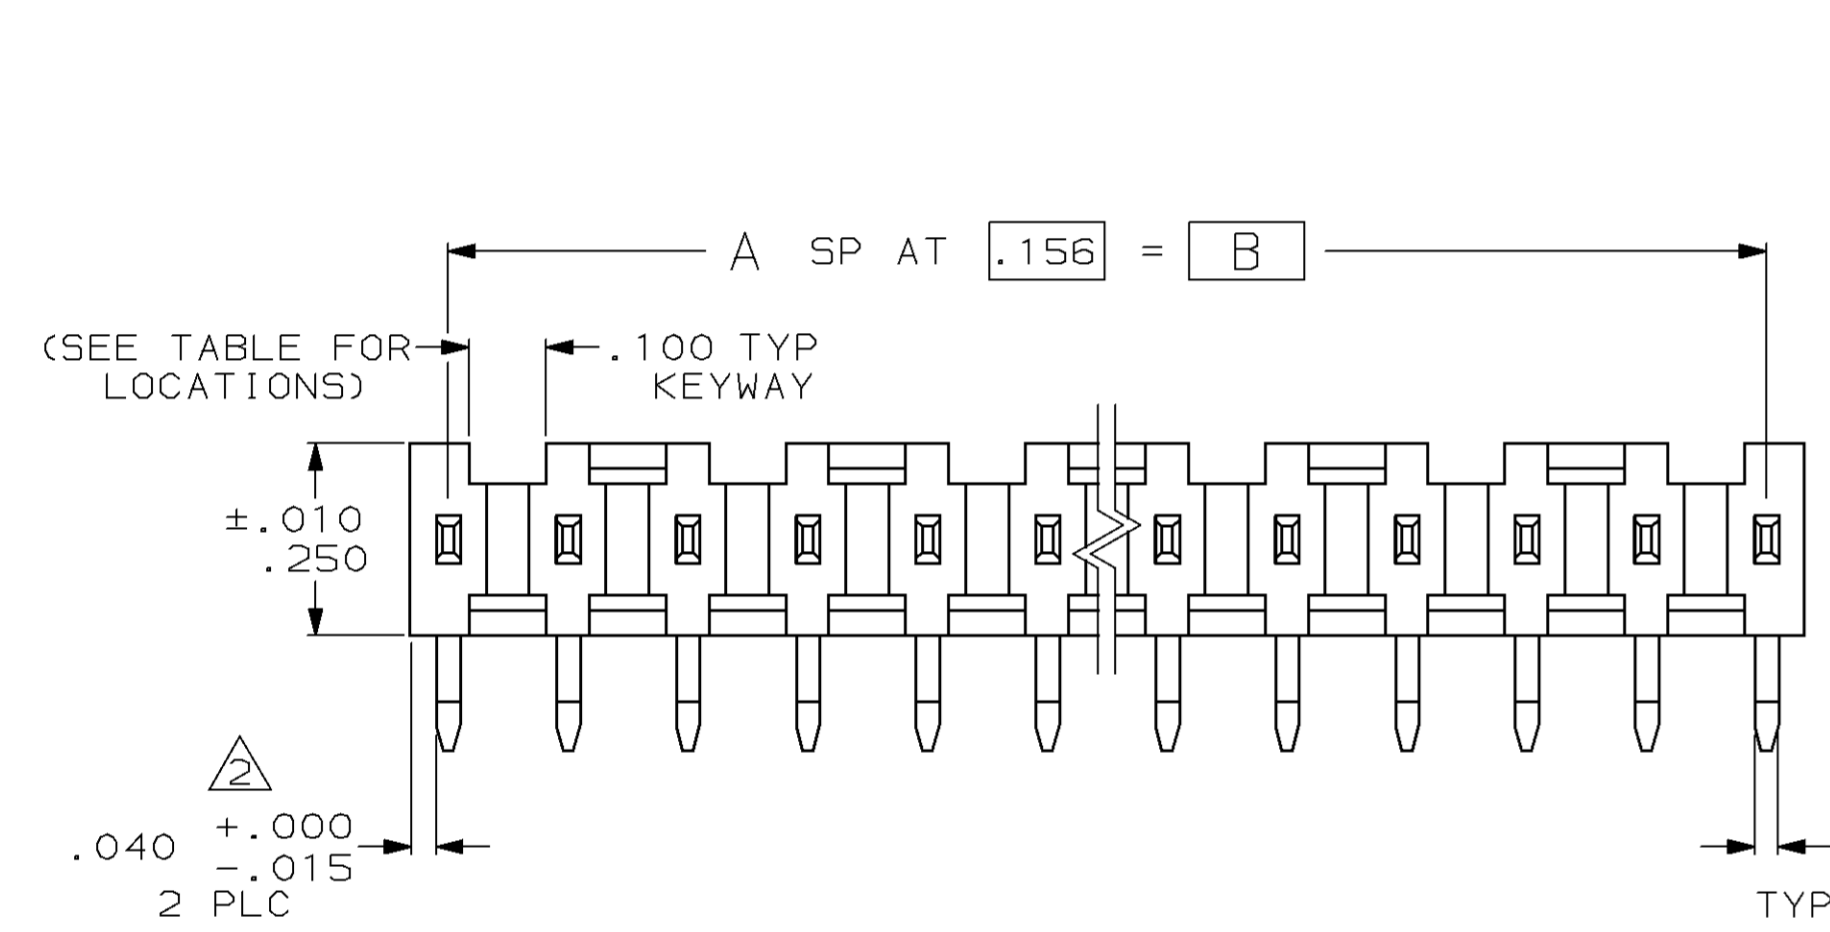 A SP AT .156 = B
(SEE TABLE FOR
LOCATIONS)
.100 TYP
KEYWAY
±.010
.250
2
+.000
.040
-.015
2 PLC
TYP